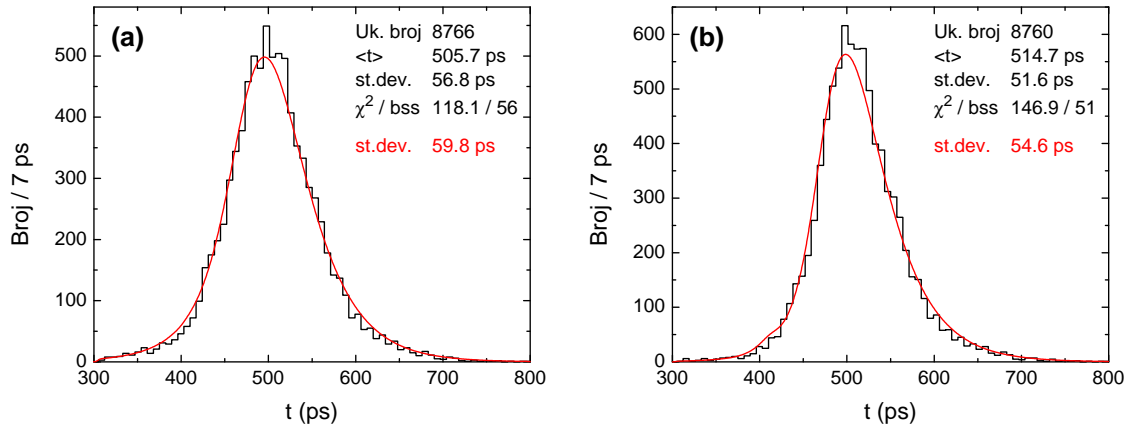 (a)
Uk. broj 8766
<t> 505.7 ps
st.dev. 56.8 ps
χ² / bss 118.1 / 56
st.dev. 59.8 ps
Broj / 7 ps
500
400
300
200
100
0
300 400 500 600 700 800
t (ps)
(b)
Uk. broj 8760
<t> 514.7 ps
st.dev. 51.6 ps
χ² / bss 146.9 / 51
st.dev. 54.6 ps
Broj / 7 ps
600
500
400
300
200
100
0
300 400 500 600 700 800
t (ps)